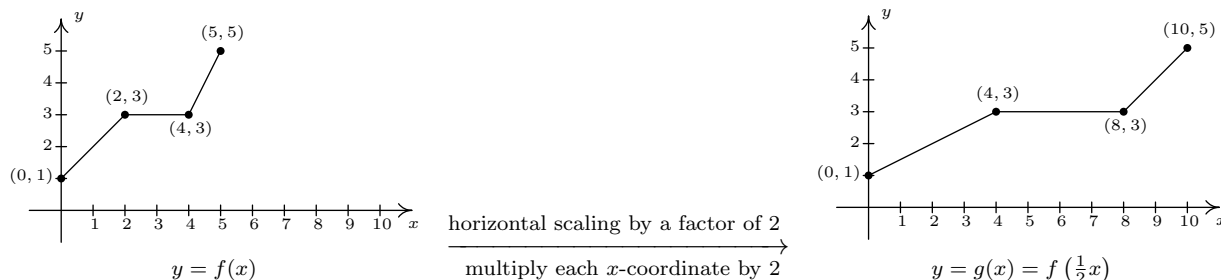 y
(5, 5)
5
4
(2, 3)
3
(4, 3)
2
(0, 1)
1 2 3 4 5 6 7 8 9 10 x
y = f(x)
horizontal scaling by a factor of 2
multiply each x-coordinate by 2
y
(10, 5)
5
4
(4, 3)
3
(8, 3)
2
(0, 1)
1 2 3 4 5 6 7 8 9 10 x
y = g(x) = f(½x)